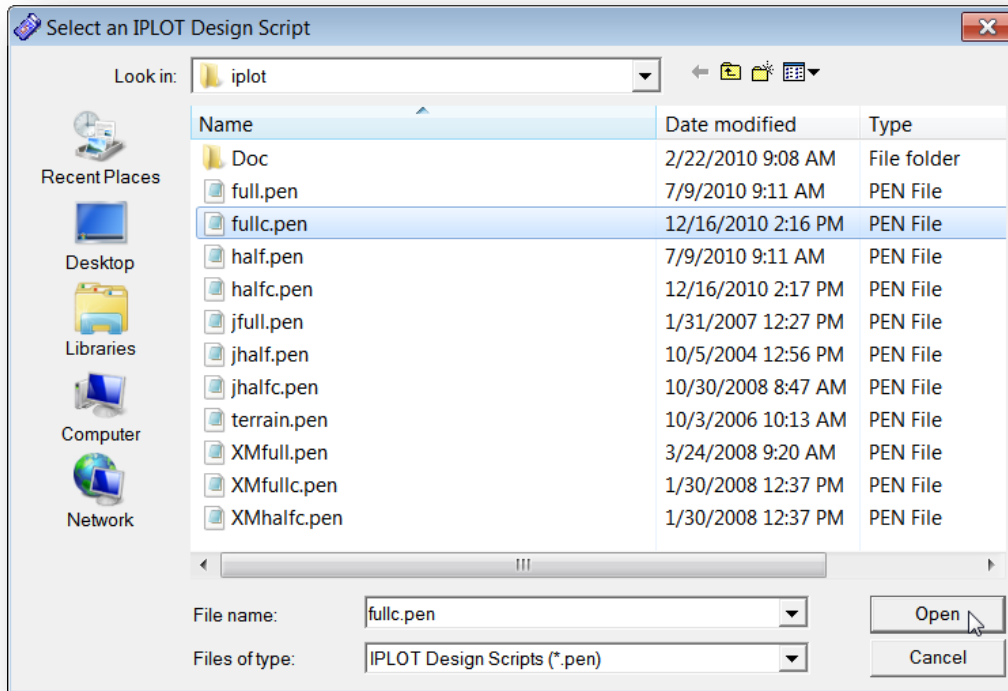 Select an IPLOT Design Script
Look in: iplot
Name Date modified Type
Doc 2/22/2010 9:08 AM File folder
full.pen 7/9/2010 9:11 AM PEN File
fullc.pen 12/16/2010 2:16 PM PEN File
half.pen 7/9/2010 9:11 AM PEN File
halfc.pen 12/16/2010 2:17 PM PEN File
jfull.pen 1/31/2007 12:27 PM PEN File
jhalf.pen 10/5/2004 12:56 PM PEN File
jhalfc.pen 10/30/2008 8:47 AM PEN File
terrain.pen 10/3/2006 10:13 AM PEN File
XMfull.pen 3/24/2008 9:20 AM PEN File
XMfullc.pen 1/30/2008 12:37 PM PEN File
XMhalfc.pen 1/30/2008 12:37 PM PEN File
Recent Places
Desktop
Libraries
Computer
Network
File name: fullc.pen Open
Files of type: IPLOT Design Scripts (*.pen) Cancel